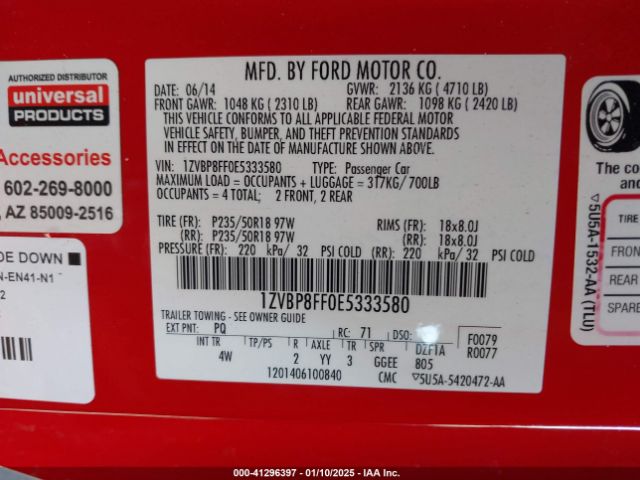 AUTHORIZED DISTRIBUTOR
universal
PRODUCTS
Accessories
602-269-8000
, AZ 85009-2516
DE DOWN
N-EN41-N1
2
MFD. BY FORD MOTOR CO.
DATE: 06/14 GVWR: 2136 KG ( 4710 LB)
FRONT GAWR: 1048 KG ( 2310 LB) REAR GAWR: 1098 KG ( 2420 LB)
THIS VEHICLE CONFORMS TO ALL APPLICABLE FEDERAL MOTOR
VEHICLE SAFETY, BUMPER, AND THEFT PREVENTION STANDARDS
IN EFFECT ON THE DATE OF MANUFACTURE SHOWN ABOVE.
VIN: 1ZVBP8FF0E5333580 TYPE: Passenger Car
MAXIMUM LOAD = OCCUPANTS + LUGGAGE = 317KG/ 700LB
OCCUPANTS = 4 TOTAL; 2 FRONT, 2 REAR
TIRE (FR): P235/50R18 97W RIMS (FR): 18x8.0J
(RR): P235/50R18 97W (RR): 18x8.0J
PRESSURE (FR): 220 kPa/ 32 PSI COLD (RR): 220 kPa/ 32 PSI COLD
1ZVBP8FF0E5333580
TRAILER TOWING - SEE OWNER GUIDE
EXT PNT: PQ RC: 71 DSO: F0079
INT TR TP/PS R AXLE TR SPR DZF1A R0077
4W 2 YY 3 GGEE 805
1201406100840 CMC ▽5U5A-5420472-AA
▽5U5A-1532-AA (TLU)
The co
and
TIRE
FRONT
REAR
SPARE
000-41296397 - 01/10/2025 - IAA Inc.